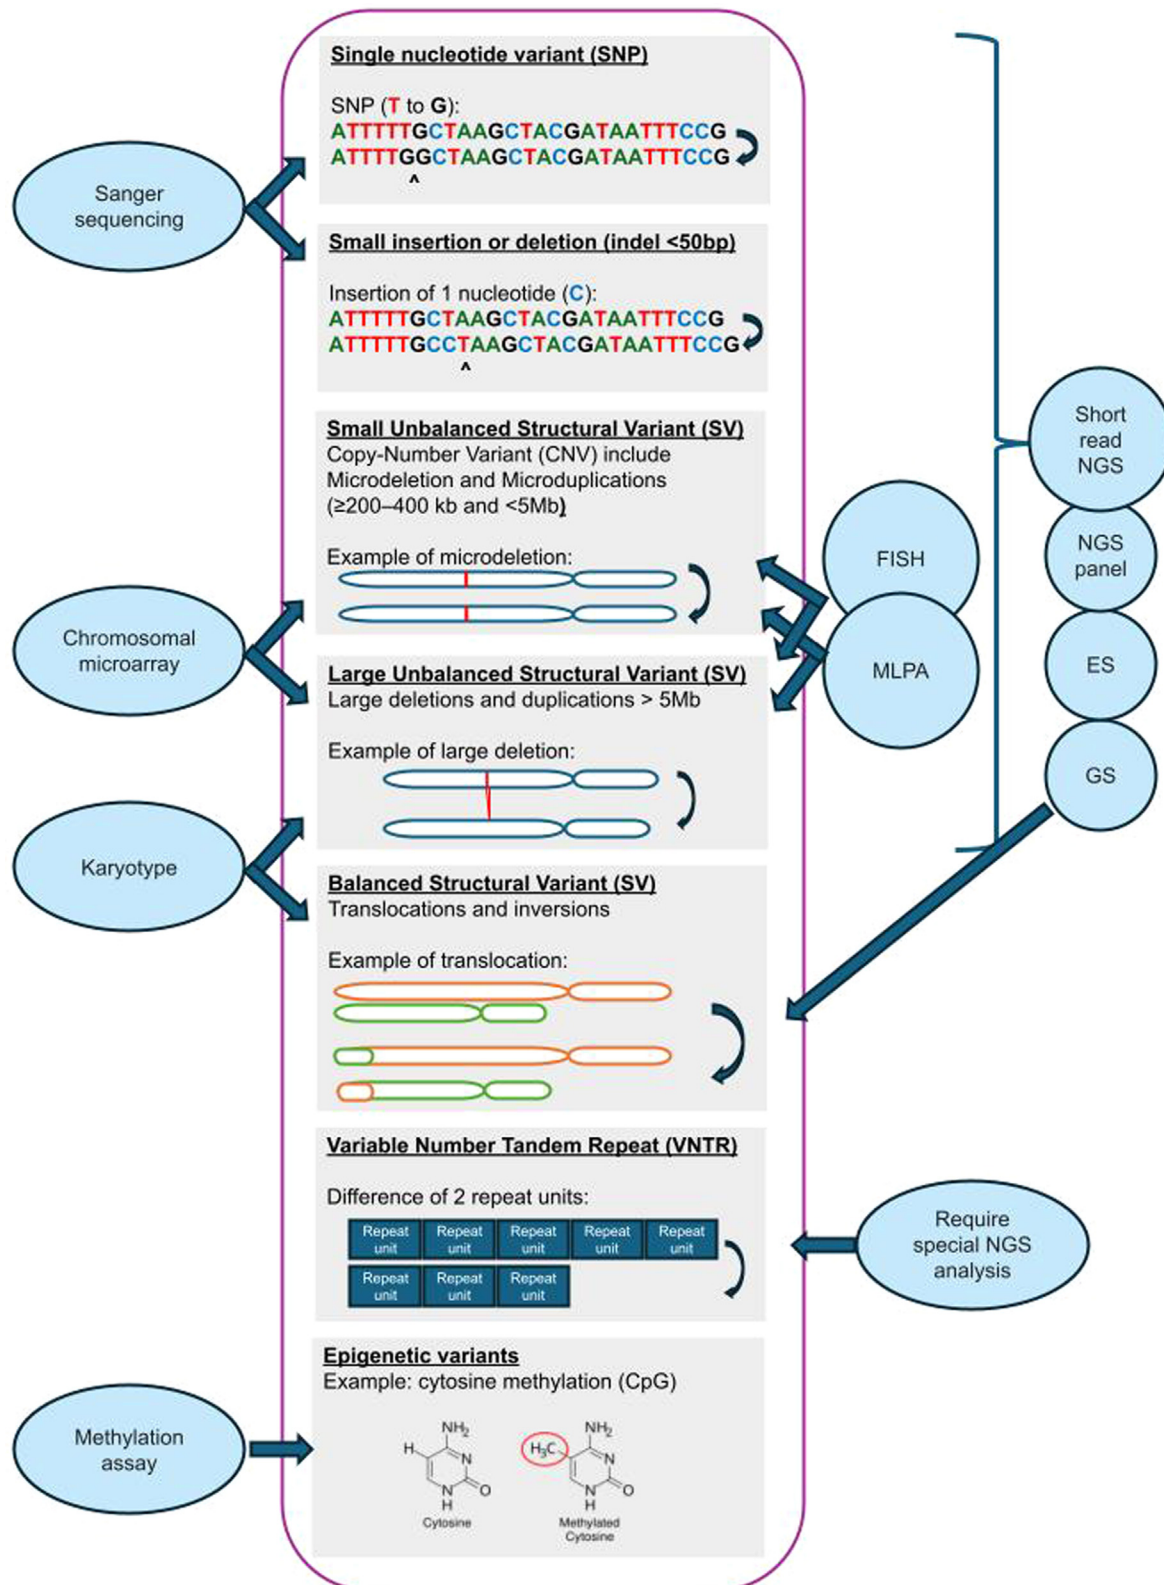 Single nucleotide variant (SNP)
SNP (T to G):
ATTTTTGCTAAGCTACGATAATTTCCG
ATTTTGGCTAAGCTACGATAATTTCCG
^
Sanger
sequencing
Small insertion or deletion (indel <50bp)
Insertion of 1 nucleotide (C):
ATTTTTGCTAAGCTACGATAATTTCCG
ATTTTTGCCTAAGCTACGATAATTTCCG
^
Small Unbalanced Structural Variant (SV)
Copy-Number Variant (CNV) include
Microdeletion and Microduplications
(≥200–400 kb and <5Mb)
Example of microdeletion:
Short
read
NGS
NGS
panel
ES
GS
FISH
MLPA
Chromosomal
microarray
Large Unbalanced Structural Variant (SV)
Large deletions and duplications > 5Mb
Example of large deletion:
Karyotype
Balanced Structural Variant (SV)
Translocations and inversions
Example of translocation:
Variable Number Tandem Repeat (VNTR)
Difference of 2 repeat units:
Repeat unit Repeat unit Repeat unit Repeat unit Repeat unit
Repeat unit Repeat unit Repeat unit
Require
special NGS
analysis
Epigenetic variants
Example: cytosine methylation (CpG)
Methylation
assay
NH₂
H
N
N
H
O
Cytosine
NH₂
H₃C
N
N
H
O
Methylated
Cytosine